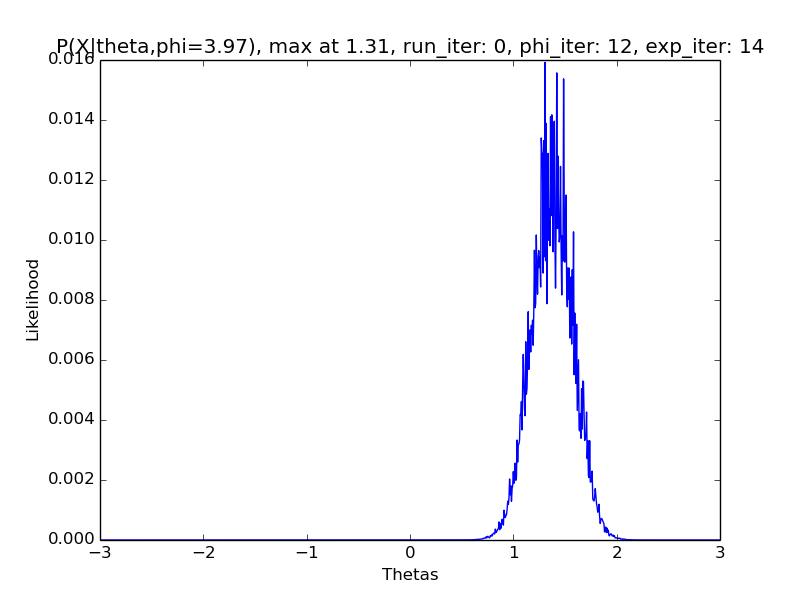 P(X|theta,phi=3.97), max at 1.31, run_iter: 0, phi_iter: 12, exp_iter: 14
0.016
0.014
0.012
0.010
0.008
0.006
0.004
0.002
0.000
Likelihood
−3 −2 −1 0 1 2 3
Thetas